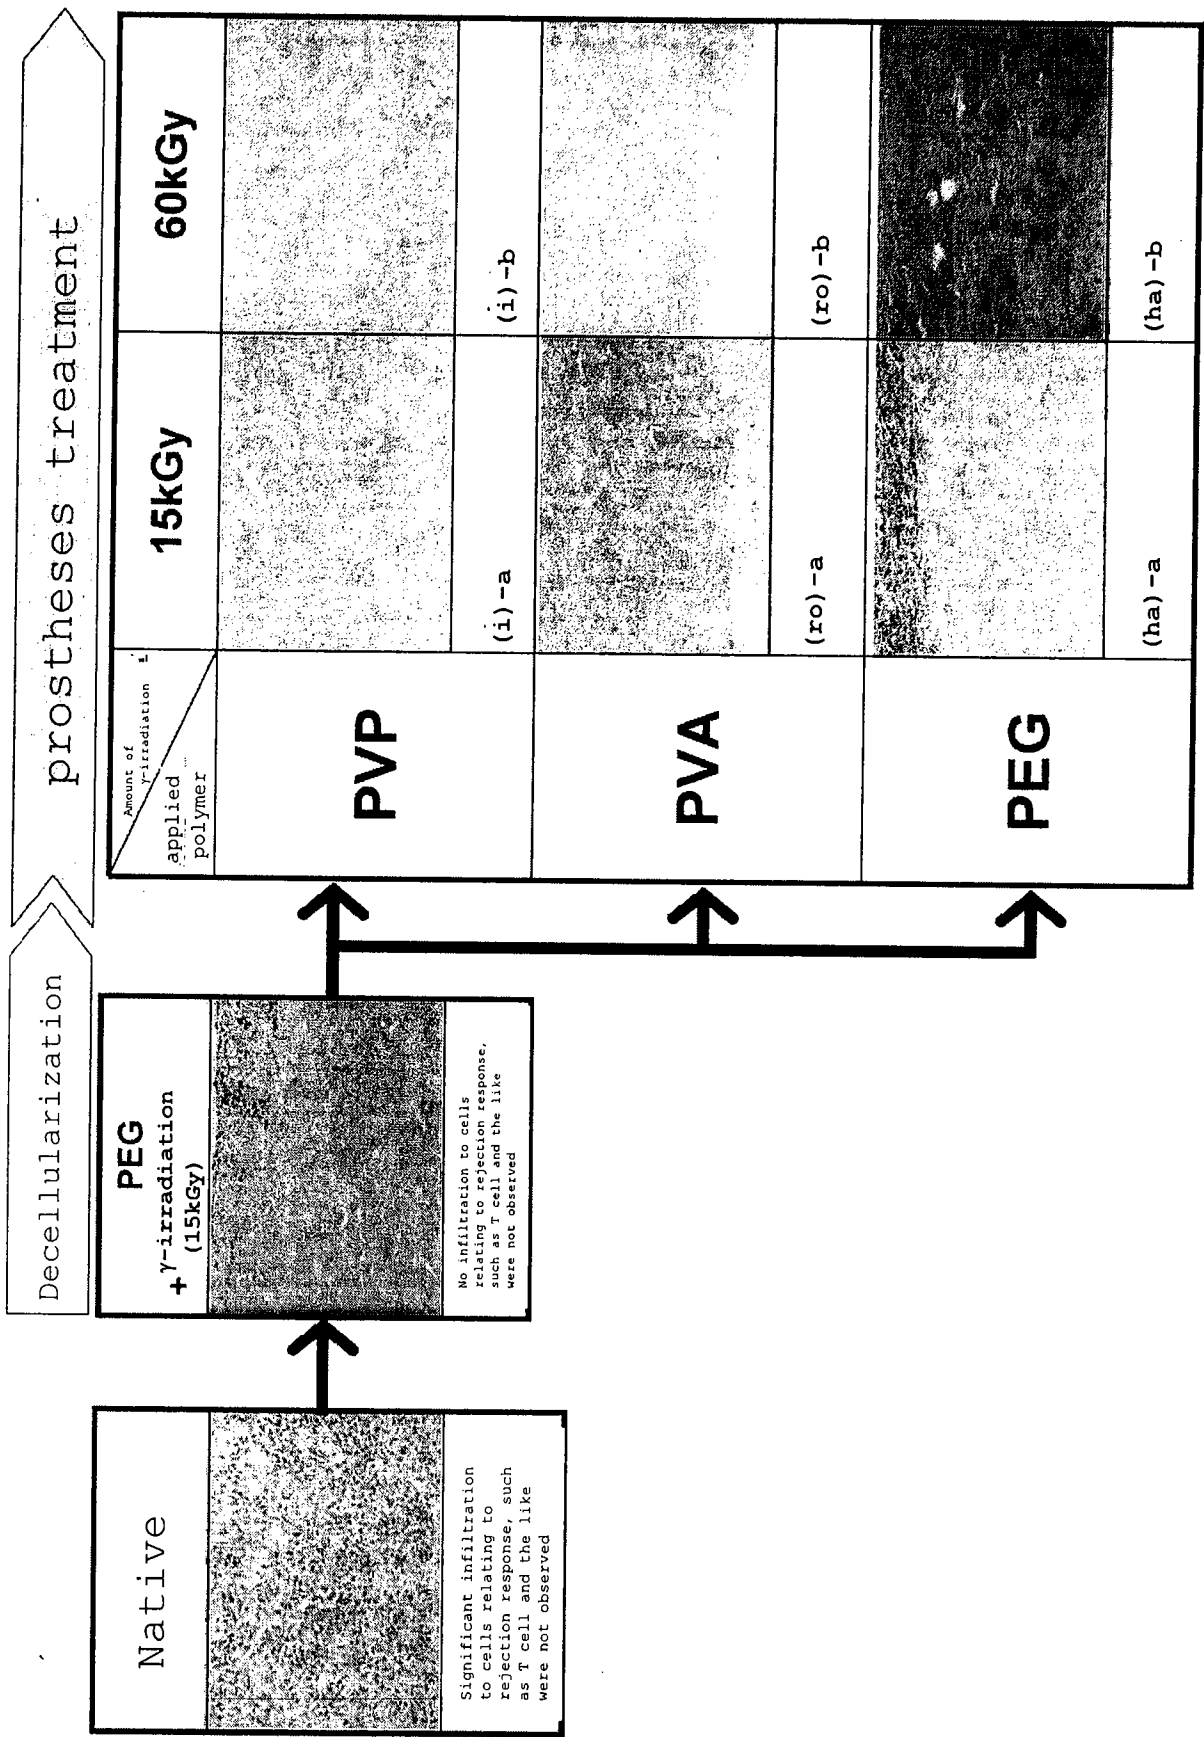 Decellularization
prostheses treatment
Native
Significant infiltration
to cells relating to
rejection response, such
as T cell and the like
were not observed
PEG
+γ-irradiation
(15kGy)
No infiltration to cells
relating to rejection response,
such as T cell and the like
were not observed
Amount of
γ-irradiation
applied
polymer
15kGy
60kGy
PVP
(i)-a
(i)-b
PVA
(ro)-a
(ro)-b
PEG
(ha)-a
(ha)-b